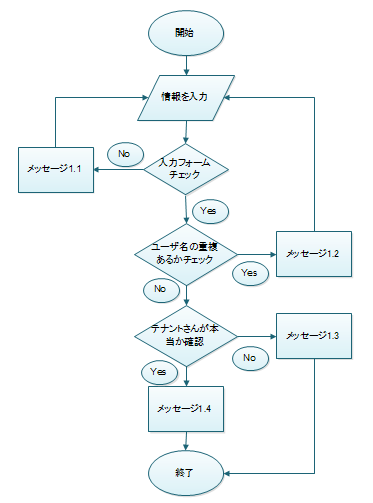 開始
情報を入力
No
入力フォーム
チェック
メッセージ1.1
Yes
ユーザ名の重複
あるかチェック
メッセージ1.2
Yes
No
テナントさんが本
当か確認
メッセージ1.3
Yes
No
メッセージ1.4
終了